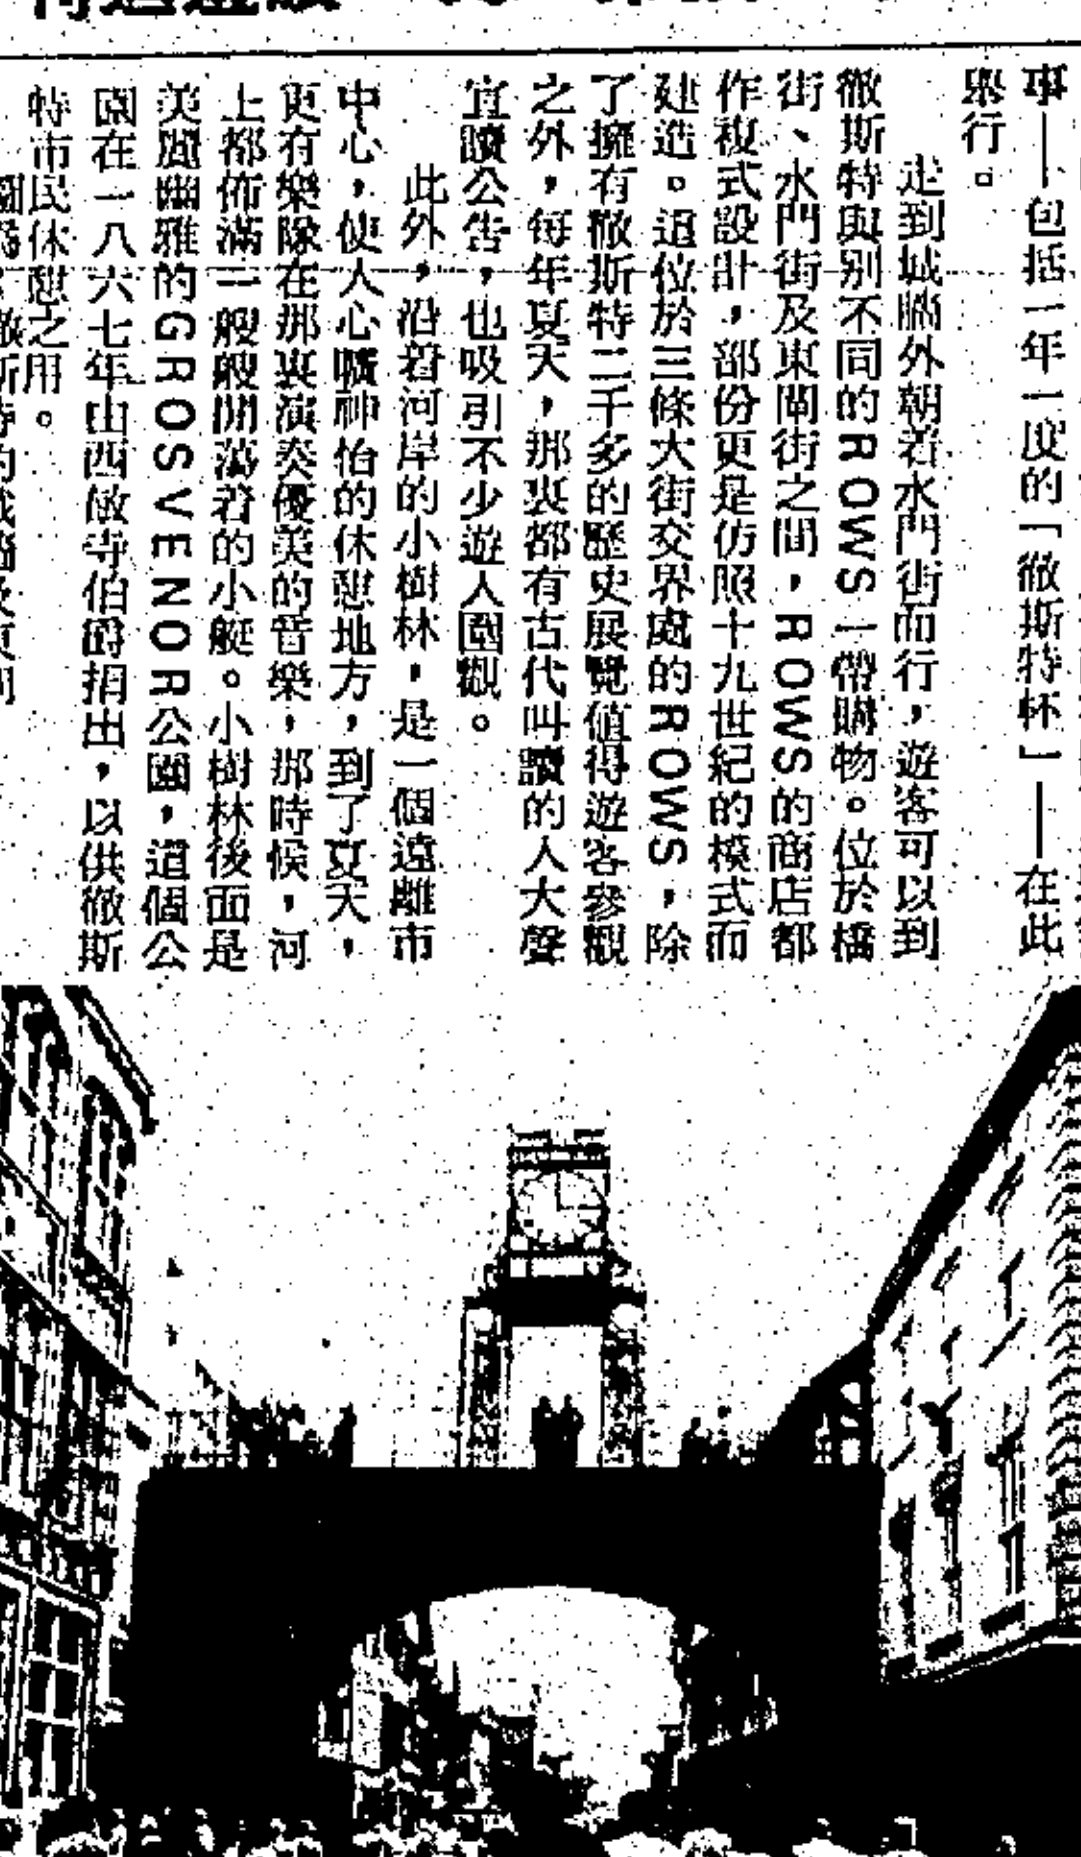 事——包括一年一度的「徹斯特杯」——在此
舉行。
走到城牆外朝着水門街而行，遊客可以到
徹斯特與别不同的ROWS一帶購物。位於橋
街、水門街及東閘街之間，ROWS的商店都
作複式設計，部份更是仿照十九世紀的模式而
建造。這位於三條大街交界處的ROWS，除
了擁有徹斯特二千多的歷史展覽值得遊客參觀
之外，每年夏天，那裏都有古代叫讀的人大聲
宣讀公告，也吸引不少遊人圍觀。
此外，沿着河岸的小樹林，是一個遠離市
中心，使人心曠神怡的休憩地方，到了夏天，
更有樂隊在那裏演奏優美的音樂，那時候，河
上都佈滿一艘艘開蕩着的小艇。小樹林後面是
美麗幽雅的GROSVENOR公園，這個公
園在一八六七年由西敏寺伯爵捐出，以供徹斯
特市民休憩之用。